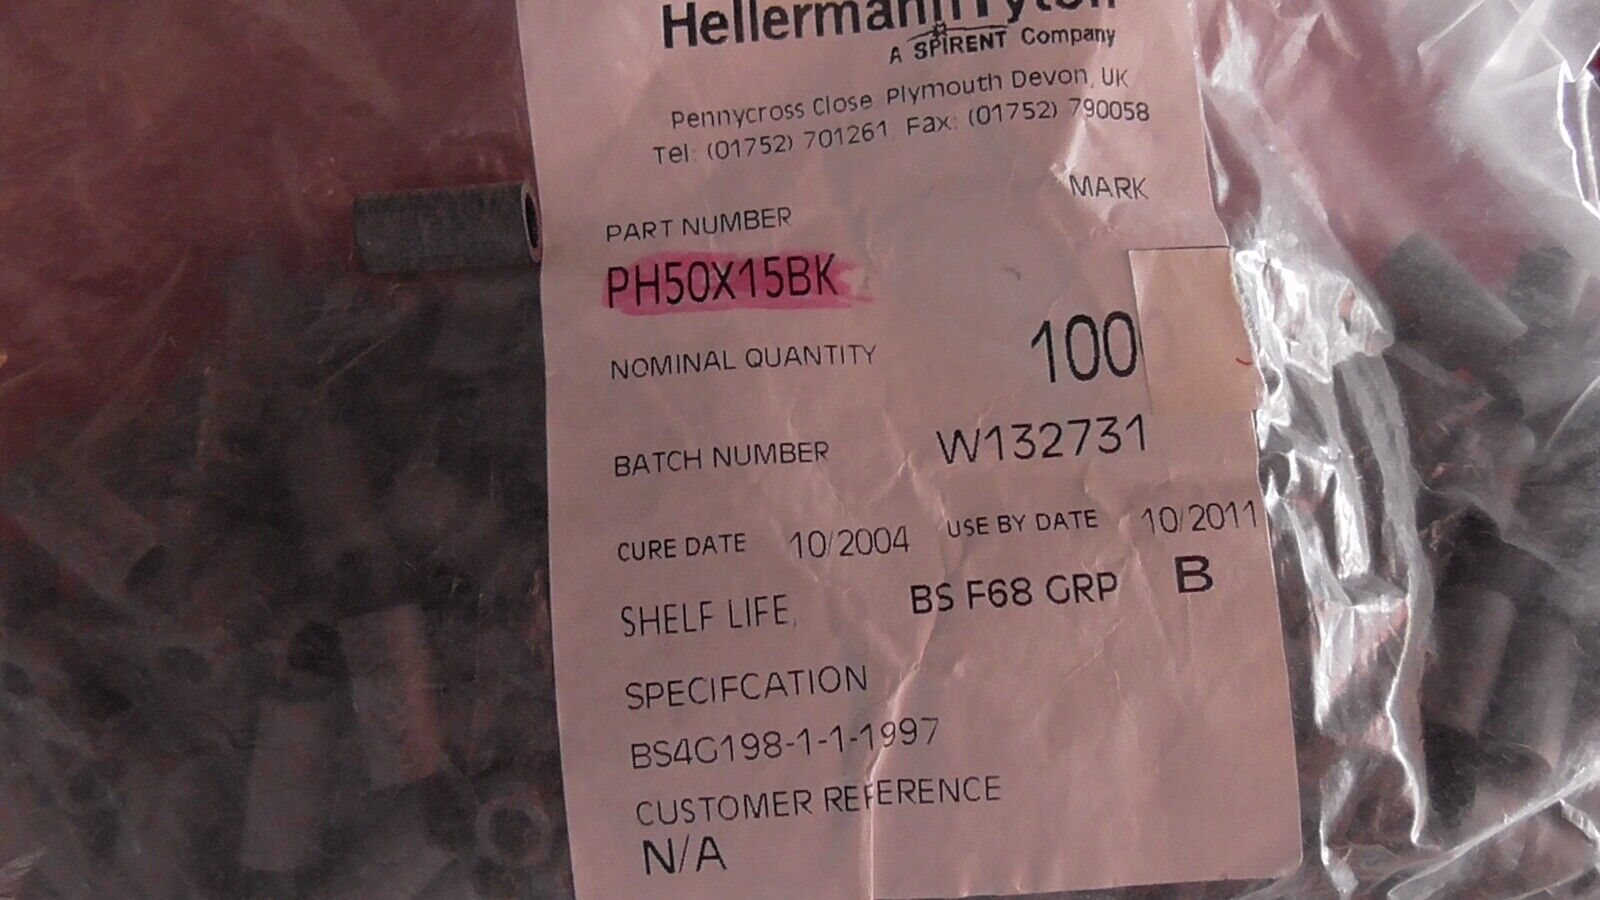 HellermannTyton
A SPIRENT Company
Pennycross Close Plymouth Devon, UK
Tel: (01752) 701261, Fax: (01752) 790058
MARK
PART NUMBER
PH50X15BK
NOMINAL QUANTITY 100
BATCH NUMBER W132731
CURE DATE 10/2004 USE BY DATE 10/2011
SHELF LIFE, BS F68 GRP B
SPECIFCATION
BS4G198-1-1-1997
CUSTOMER REFERENCE
N/A